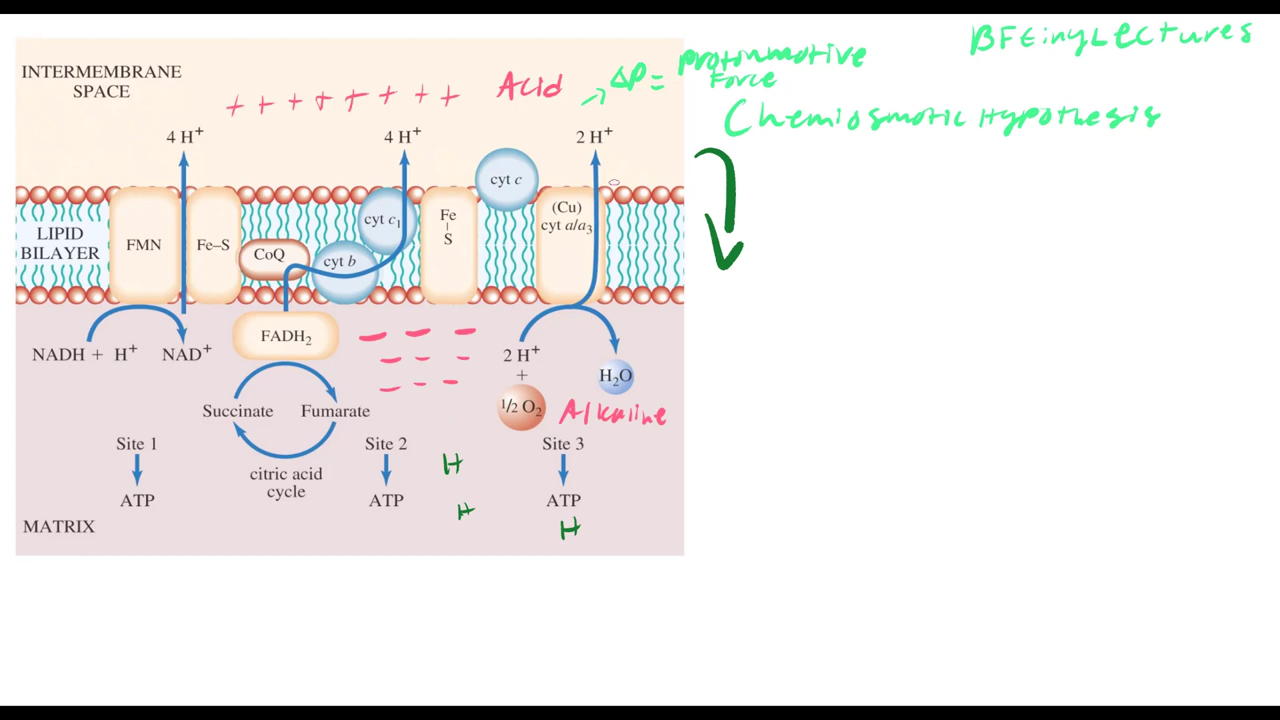 BFEinyLectures
INTERMEMBRANE
SPACE
+ + + + + + + +
Acid
ΔP = Protonmotive
Force
Chemiosmotic Hypothesis
4 H⁺
4 H⁺
2 H⁺
LIPID
BILAYER
FMN
Fe–S
CoQ
cyt b
cyt c₁
Fe
–
S
cyt c
(Cu)
cyt a/a₃
NADH + H⁺
NAD⁺
FADH₂
– – –
– – –
– – –
2 H⁺
+
1/2 O₂
H₂O
Alkaline
Succinate
Fumarate
citric acid
cycle
Site 1
ATP
Site 2
ATP
Site 3
ATP
H
H
H
MATRIX